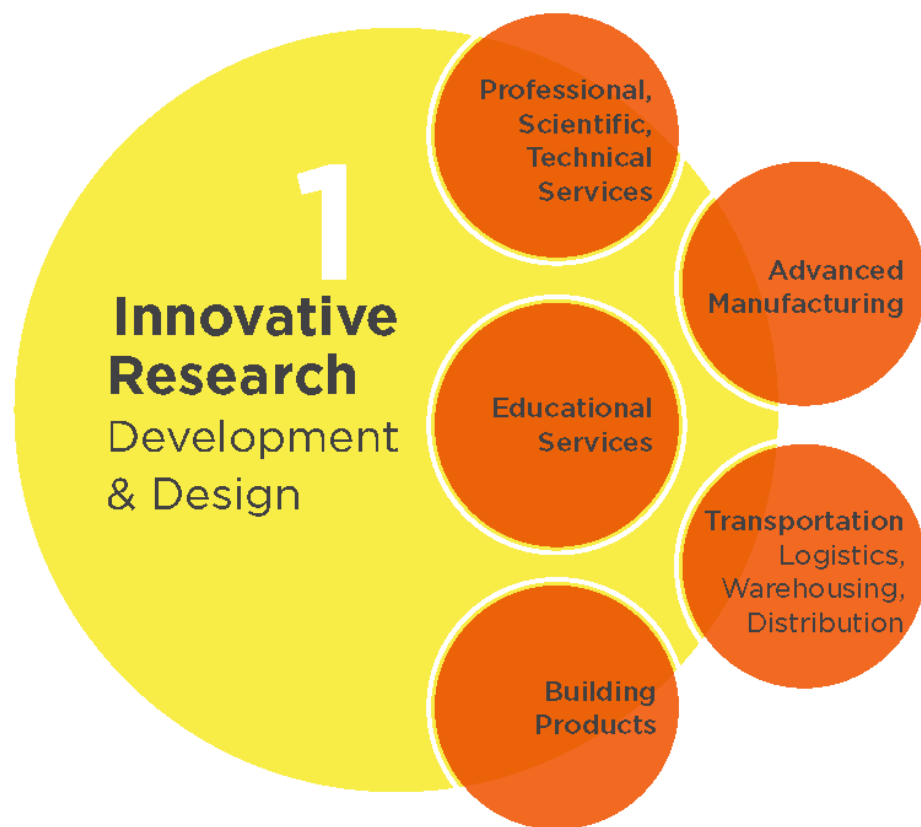 1
Innovative
Research
Development
& Design
Professional,
Scientific,
Technical
Services
Advanced
Manufacturing
Educational
Services
Transportation
Logistics,
Warehousing,
Distribution
Building
Products